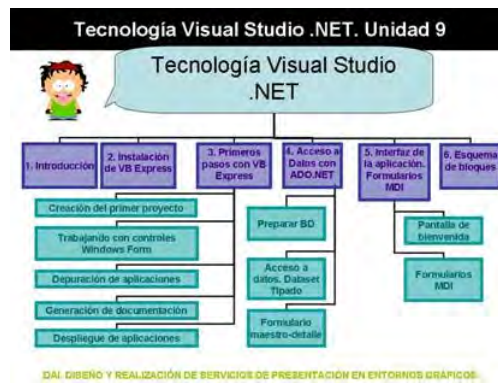 Tecnología Visual Studio .NET. Unidad 9
Tecnología Visual Studio
.NET
1. Introducción
2. Instalación
de VB Express
3. Primeros
pasos con VB
Express
4. Acceso a
Datos con
ADO.NET
5. Interfaz de
la aplicación.
Formularios
MDI
6. Esquema
de bloques
Creación del primer proyecto
Trabajando con controles
Windows Form
Depuración de aplicaciones
Generación de documentación
Despliegue de aplicaciones
Preparar BD
Acceso a
datos. Dataset
Tipado
Formulario
maestro-detalle
Pantalla de
bienvenida
Formularios
MDI
DAI. DISEÑO Y REALIZACIÓN DE SERVICIOS DE PRESENTACIÓN EN ENTORNOS GRÁFICOS